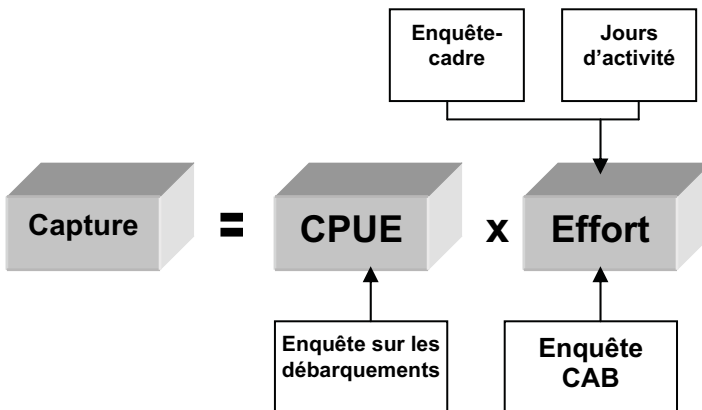 Enquête-
cadre
Jours
d’activité
Capture
=
CPUE
x
Effort
Enquête sur les
débarquements
Enquête
CAB